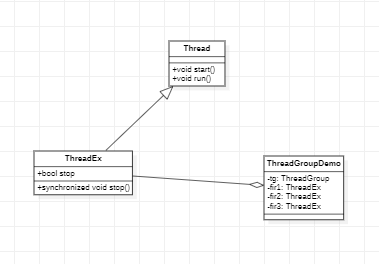 Thread
+void start()
+void run()
ThreadEx
+bool stop
+synchronized void stop()
ThreadGroupDemo
-tg: ThreadGroup
-fir1: ThreadEx
-fir2: ThreadEx
-fir3: ThreadEx